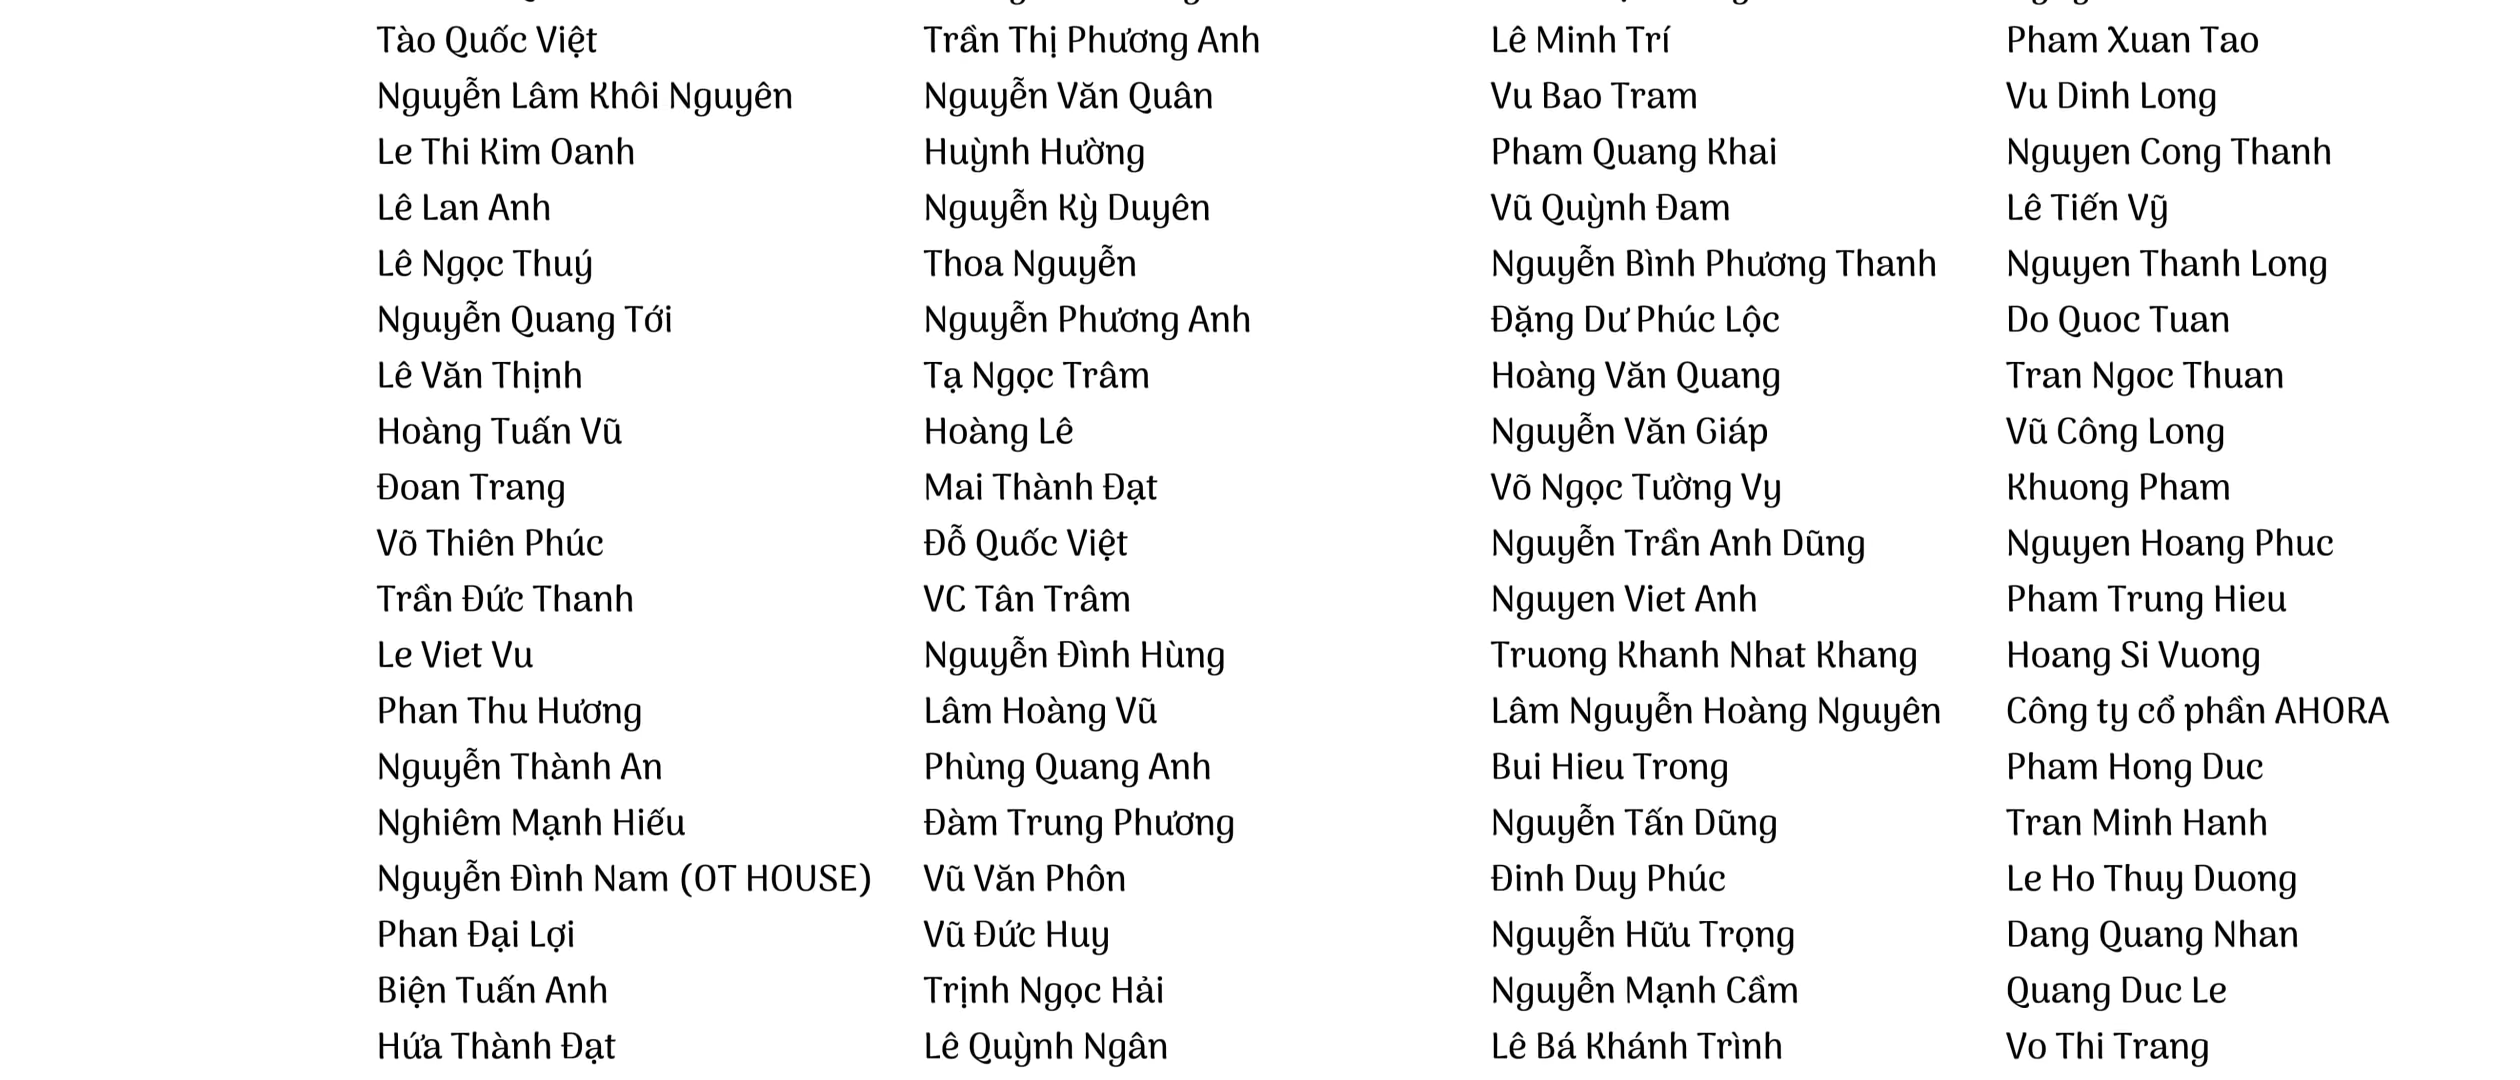 Tào Quốc Việt
Nguyễn Lâm Khôi Nguyên
Le Thi Kim Oanh
Lê Lan Anh
Lê Ngọc Thuý
Nguyễn Quang Tới
Lê Văn Thịnh
Hoàng Tuấn Vũ
Đoan Trang
Võ Thiên Phúc
Trần Đức Thanh
Le Viet Vu
Phan Thu Hương
Nguyễn Thành An
Nghiêm Mạnh Hiếu
Nguyễn Đình Nam (OT HOUSE)
Phan Đại Lợi
Biện Tuấn Anh
Hứa Thành Đạt
Trần Thị Phương Anh
Nguyễn Văn Quân
Huỳnh Hường
Nguyễn Kỳ Duyên
Thoa Nguyễn
Nguyễn Phương Anh
Tạ Ngọc Trâm
Hoàng Lê
Mai Thành Đạt
Đỗ Quốc Việt
VC Tân Trâm
Nguyễn Đình Hùng
Lâm Hoàng Vũ
Phùng Quang Anh
Đàm Trung Phương
Vũ Văn Phôn
Vũ Đức Huy
Trịnh Ngọc Hải
Lê Quỳnh Ngân
Lê Minh Trí
Vu Bao Tram
Pham Quang Khai
Vũ Quỳnh Đam
Nguyễn Bình Phương Thanh
Đặng Dư Phúc Lộc
Hoàng Văn Quang
Nguyễn Văn Giáp
Võ Ngọc Tường Vy
Nguyễn Trần Anh Dũng
Nguyen Viet Anh
Truong Khanh Nhat Khang
Lâm Nguyễn Hoàng Nguyên
Bui Hieu Trong
Nguyễn Tấn Dũng
Đinh Duy Phúc
Nguyễn Hữu Trọng
Nguyễn Mạnh Cầm
Lê Bá Khánh Trình
Pham Xuan Tao
Vu Dinh Long
Nguyen Cong Thanh
Lê Tiến Vỹ
Nguyen Thanh Long
Do Quoc Tuan
Tran Ngoc Thuan
Vũ Công Long
Khuong Pham
Nguyen Hoang Phuc
Pham Trung Hieu
Hoang Si Vuong
Công ty cổ phần AHORA
Pham Hong Duc
Tran Minh Hanh
Le Ho Thuy Duong
Dang Quang Nhan
Quang Duc Le
Vo Thi Trang